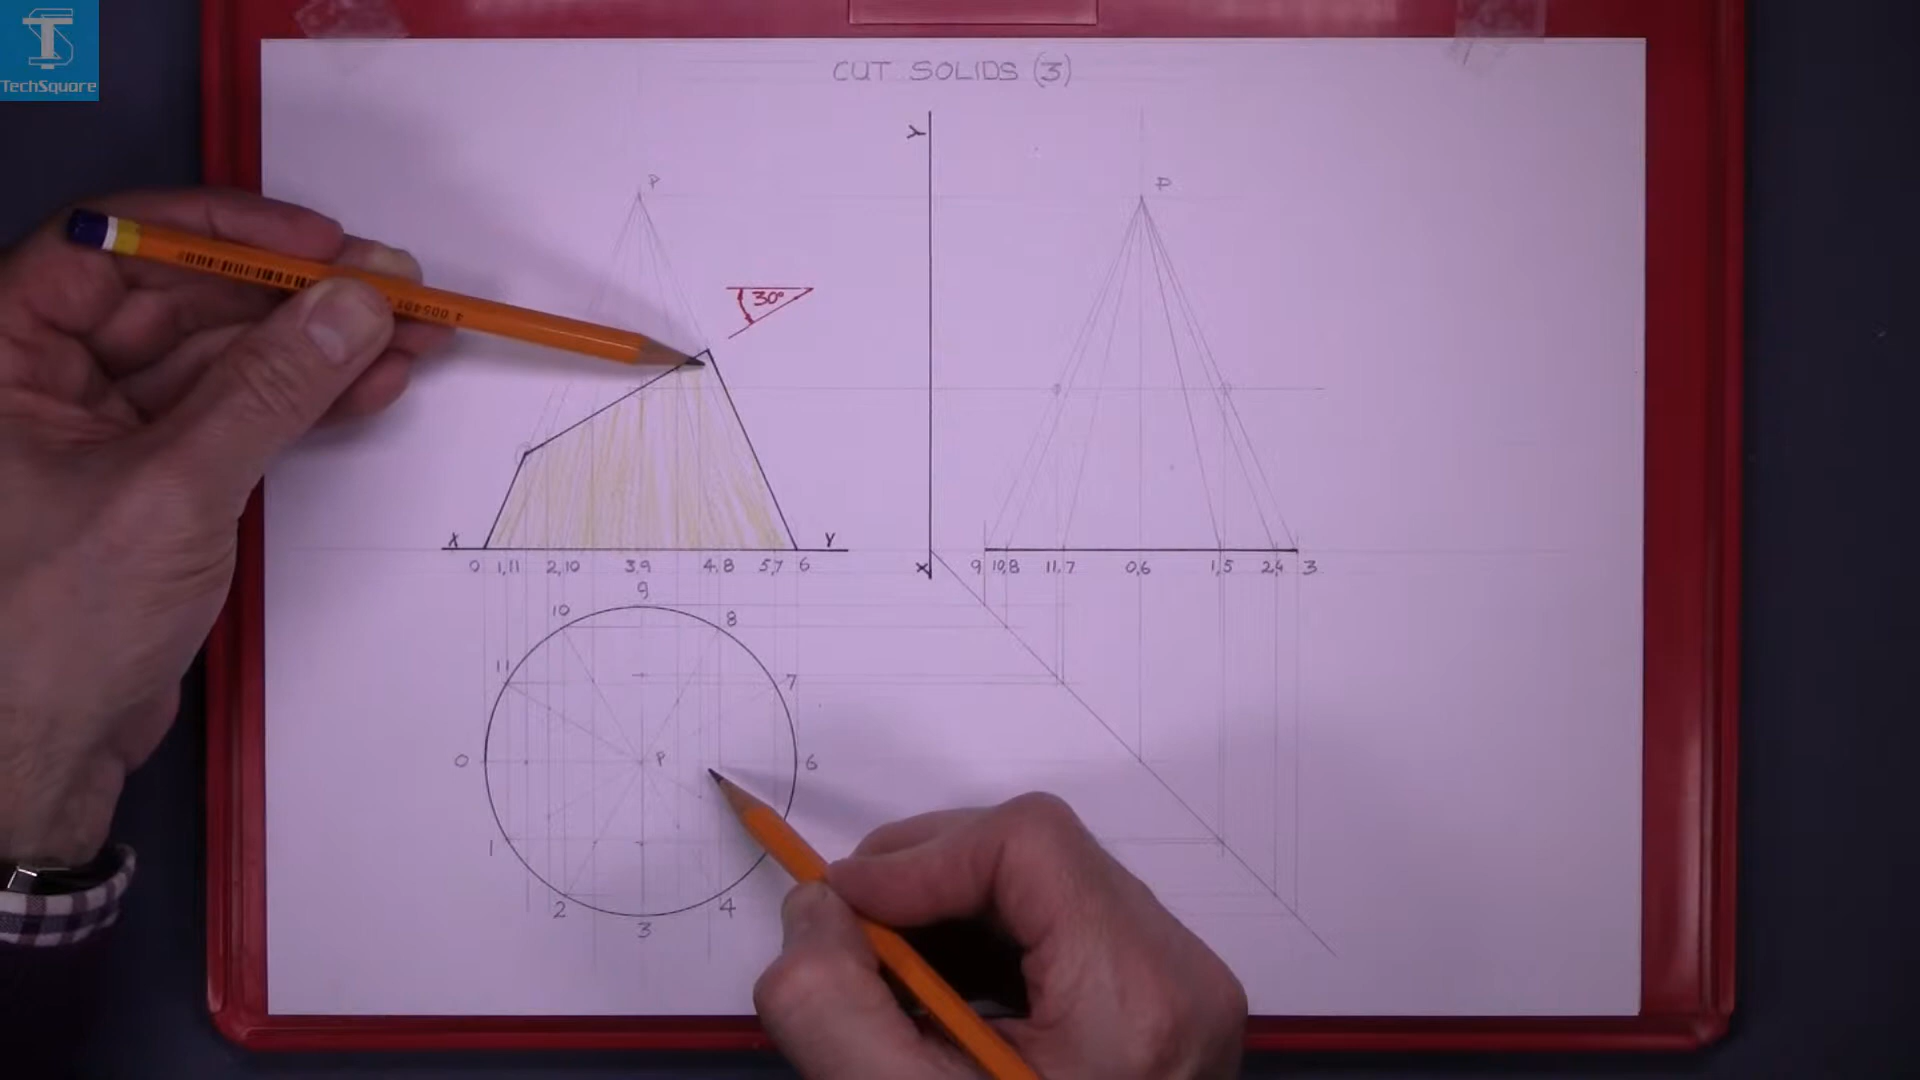 TS
TechSquare
CUT SOLIDS (3)
Y
P
P
30°
X
Y
X
0 1,11 2,10 3,9 4,8 5,7 6
9 10,8 11,7 0,6 1,5 2,4 3
9
10
8
11
7
0
P
6
1
2
4
3